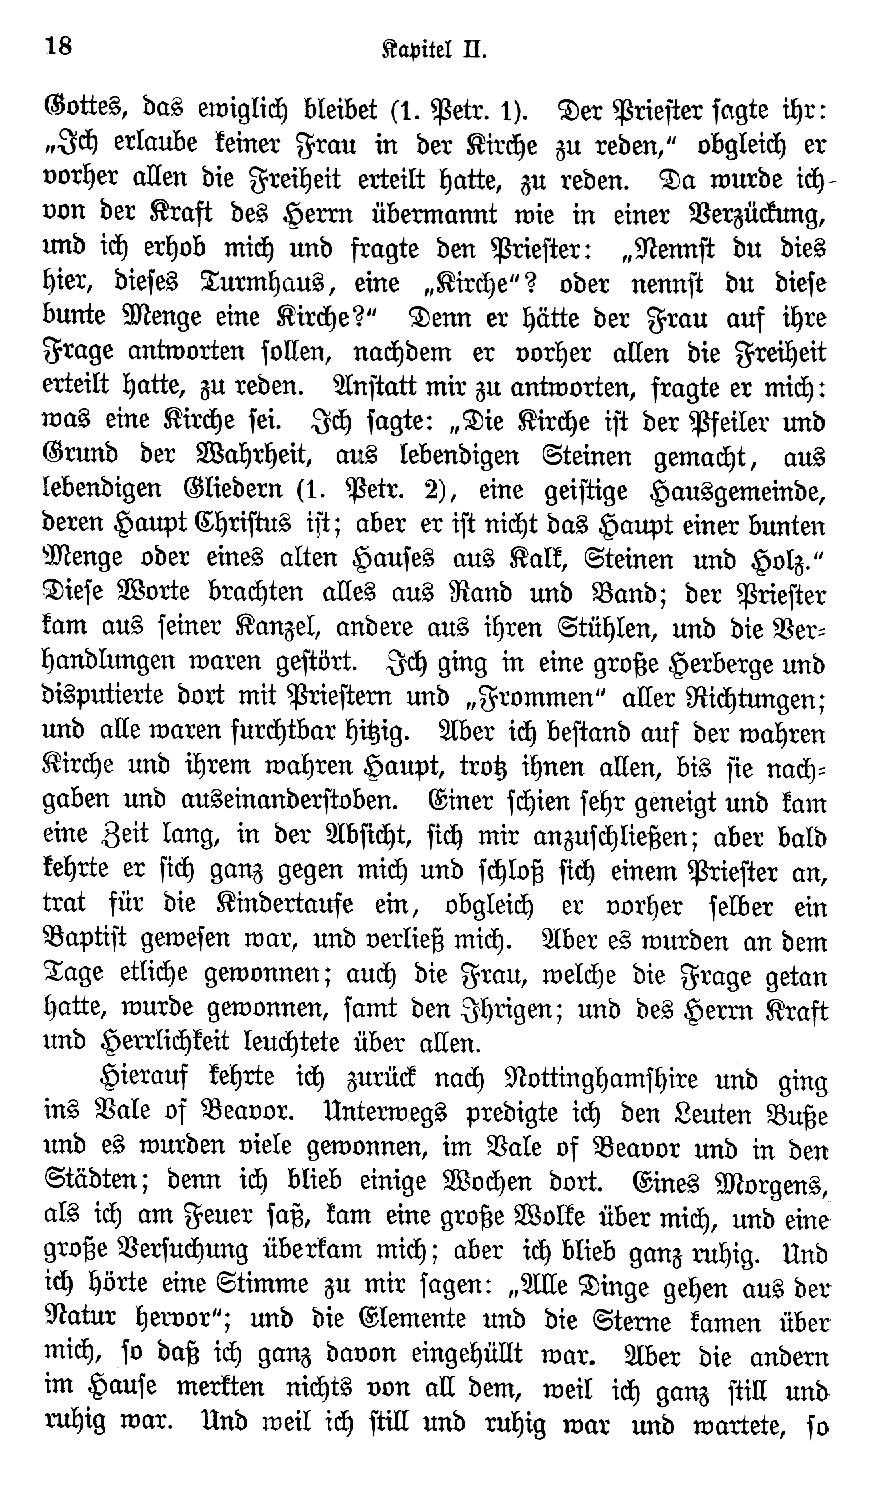 18
Kapitel II.
Gottes, das ewiglich bleibet (1. Petr. 1). Der Priester sagte ihr:
„Ich erlaube keiner Frau in der Kirche zu reden,“ obgleich er
vorher allen die Freiheit erteilt hatte, zu reden. Da wurde ich-
von der Kraft des Herrn übermannt wie in einer Verzückung,
und ich erhob mich und fragte den Priester: „Nennst du dies
hier, dieses Turmhaus, eine „Kirche“? oder nennst du diese
bunte Menge eine Kirche?“ Denn er hätte der Frau auf ihre
Frage antworten sollen, nachdem er vorher allen die Freiheit
erteilt hatte, zu reden. Anstatt mir zu antworten, fragte er mich:
was eine Kirche sei. Ich sagte: „Die Kirche ist der Pfeiler und
Grund der Wahrheit, aus lebendigen Steinen gemacht, aus
lebendigen Gliedern (1. Petr. 2), eine geistige Hausgemeinde,
deren Haupt Christus ist; aber er ist nicht das Haupt einer bunten
Menge oder eines alten Hauses aus Kalk, Steinen und Holz.“
Diese Worte brachten alles aus Rand und Band; der Priester
kam aus seiner Kanzel, andere aus ihren Stühlen, und die Ver-
handlungen waren gestört. Ich ging in eine große Herberge und
disputierte dort mit Priestern und „Frommen“ aller Richtungen;
und alle waren furchtbar hitzig. Aber ich bestand auf der wahren
Kirche und ihrem wahren Haupt, trotz ihnen allen, bis sie nach-
gaben und auseinanderstoben. Einer schien sehr geneigt und kam
eine Zeit lang, in der Absicht, sich mir anzuschließen; aber bald
kehrte er sich ganz gegen mich und schloß sich einem Priester an,
trat für die Kindertaufe ein, obgleich er vorher selber ein
Baptist gewesen war, und verließ mich. Aber es wurden an dem
Tage etliche gewonnen; auch die Frau, welche die Frage getan
hatte, wurde gewonnen, samt den Ihrigen; und des Herrn Kraft
und Herrlichkeit leuchtete über allen.
Hierauf kehrte ich zurück nach Nottinghamshire und ging
ins Vale of Beavor. Unterwegs predigte ich den Leuten Buße
und es wurden viele gewonnen, im Vale of Beavor und in den
Städten; denn ich blieb einige Wochen dort. Eines Morgens,
als ich am Feuer saß, kam eine große Wolke über mich, und eine
große Versuchung überkam mich; aber ich blieb ganz ruhig. Und
ich hörte eine Stimme zu mir sagen: „Alle Dinge gehen aus der
Natur hervor“; und die Elemente und die Sterne kamen über
mich, so daß ich ganz davon eingehüllt war. Aber die andern
im Hause merkten nichts von all dem, weil ich ganz still und
ruhig war. Und weil ich still und ruhig war und wartete, so